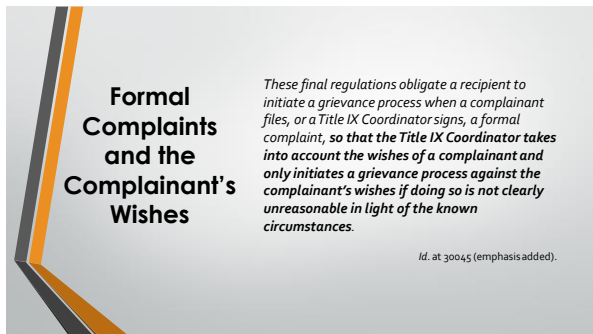 Formal
Complaints
and the
Complainant's
Wishes
These final regulations obligate a recipient to
initiate a grievance process when a complainant
files, or a Title IX Coordinator signs, a formal
complaint, so that the Title IX Coordinator takes
into account the wishes of a complainant and
only initiates a grievance process against the
complainant's wishes if doing so is not clearly
unreasonable in light of the known
circumstances.
Id. at 30045 (emphasis added).